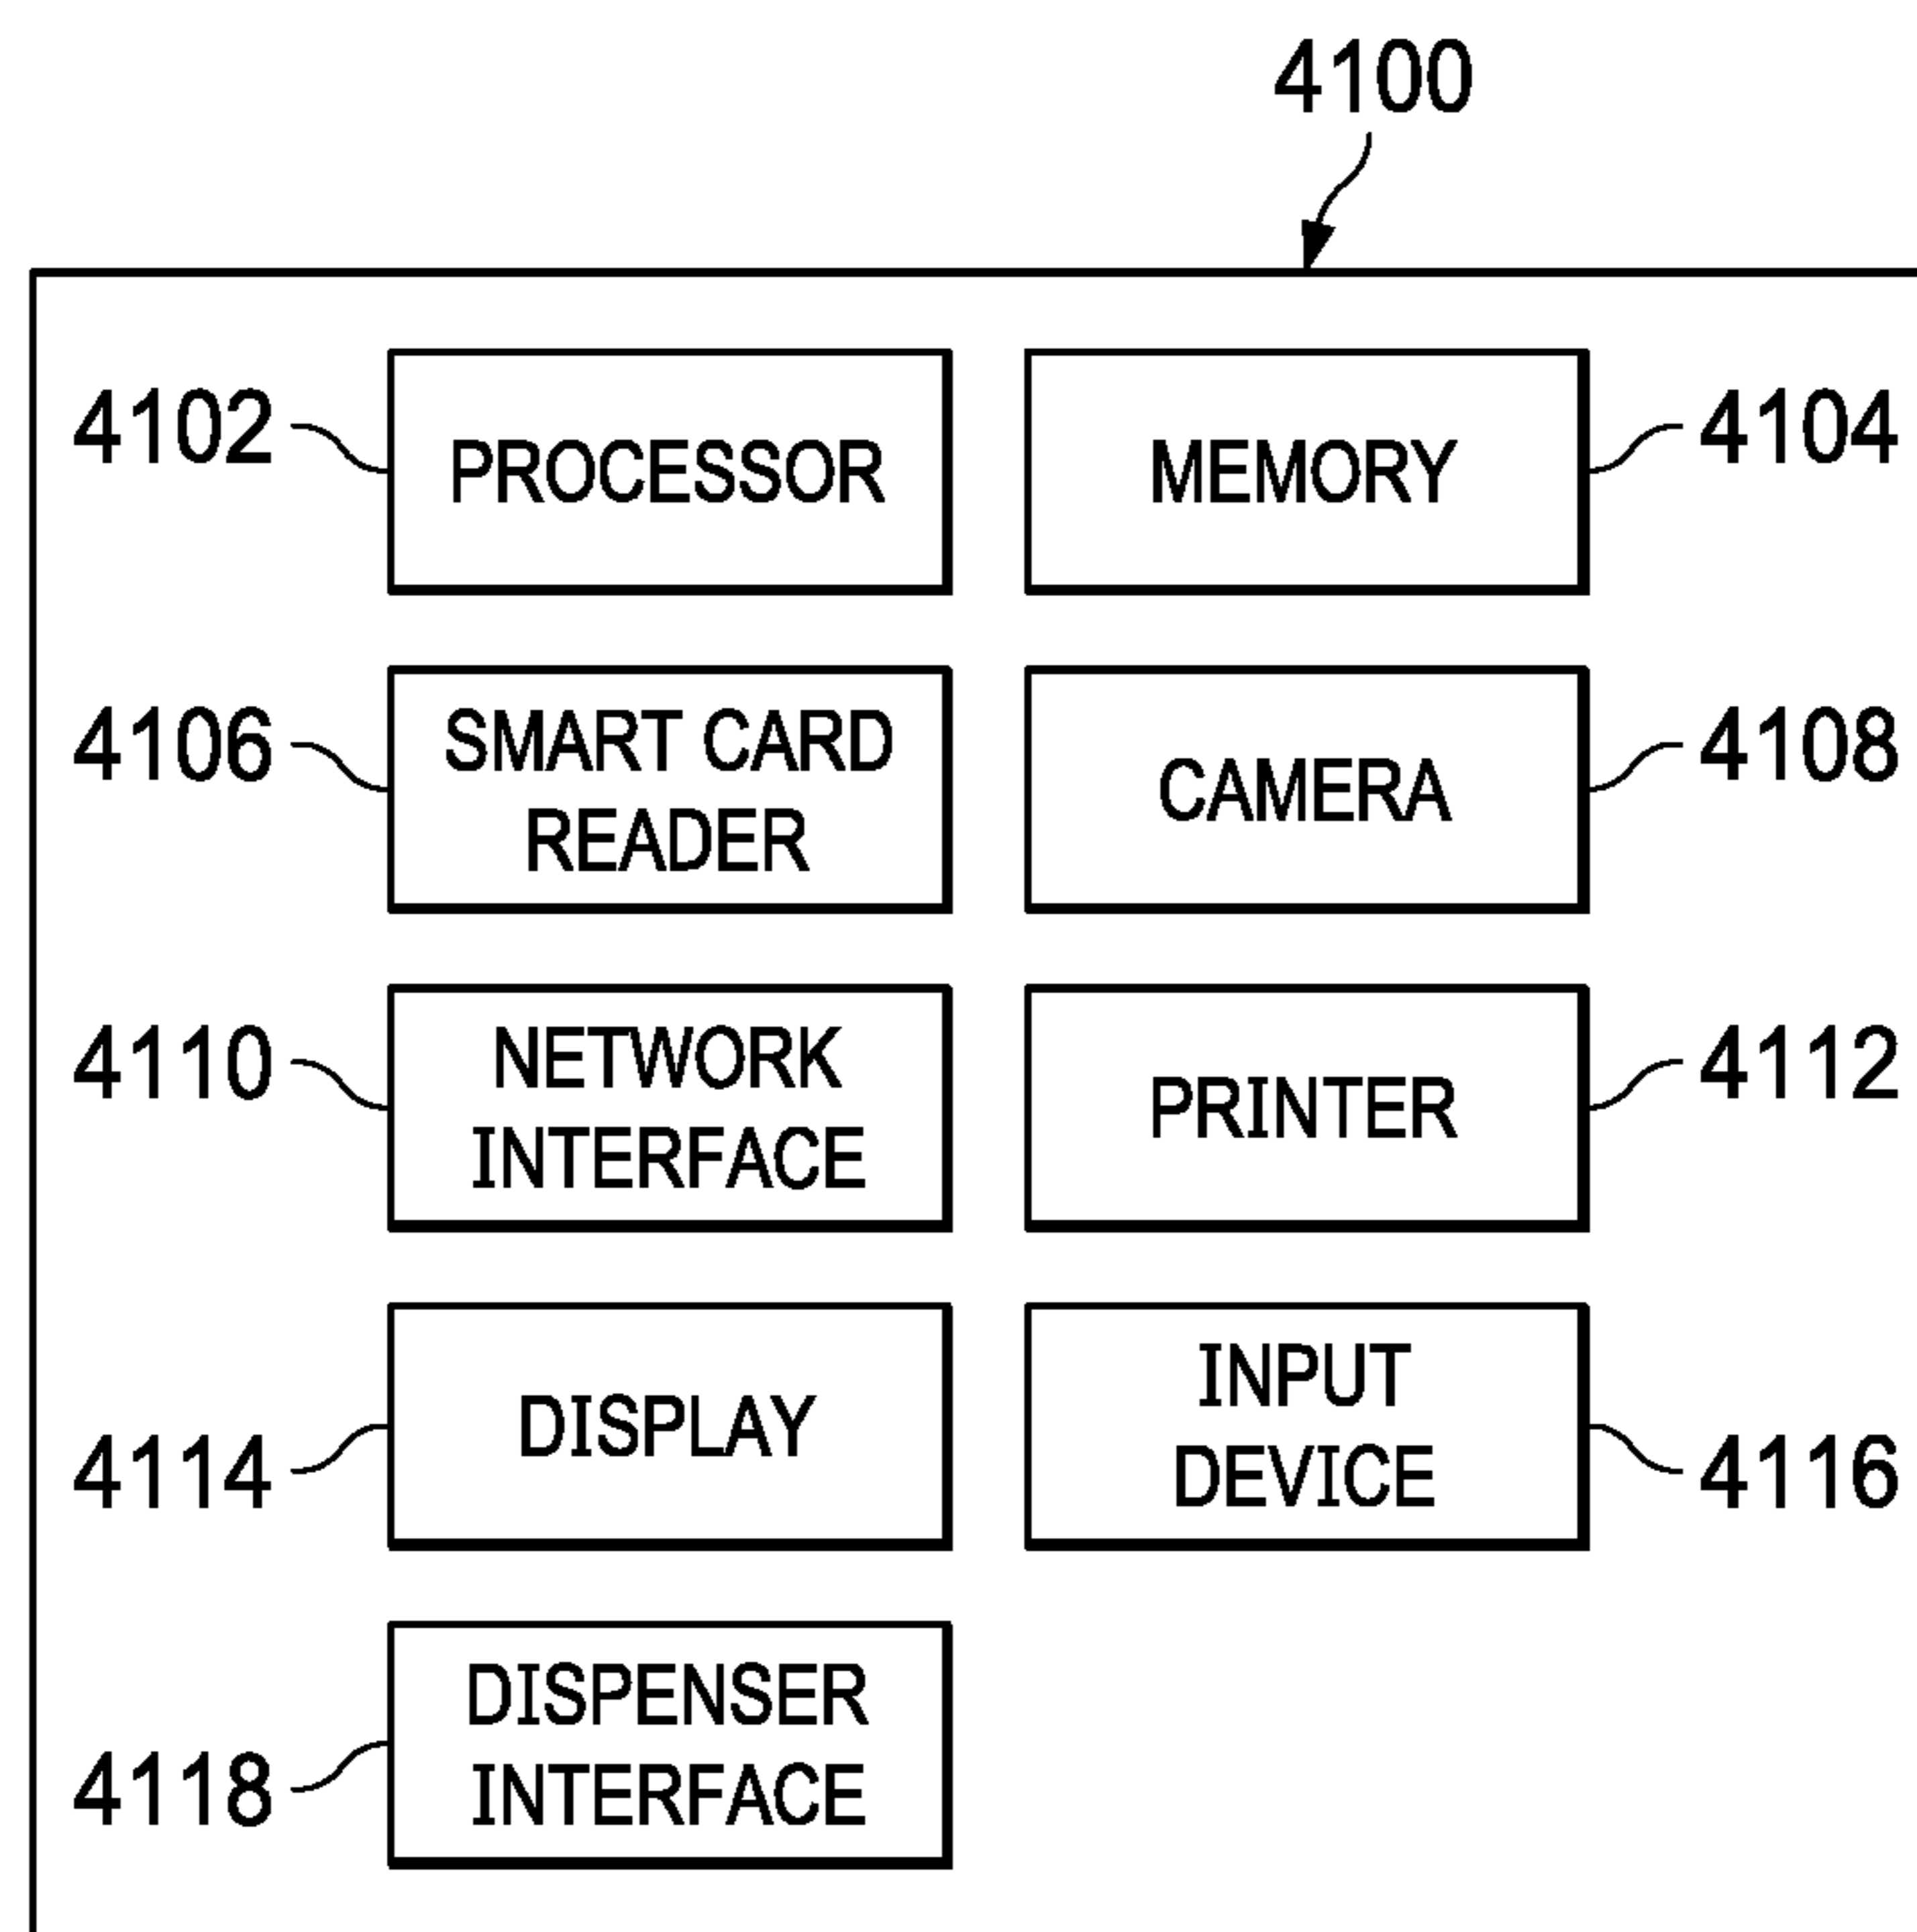 4100
4102 PROCESSOR MEMORY 4104
4106 SMART CARD
READER
CAMERA 4108
4110 NETWORK
INTERFACE
PRINTER 4112
4114 DISPLAY
INPUT
DEVICE 4116
4118 DISPENSER
INTERFACE